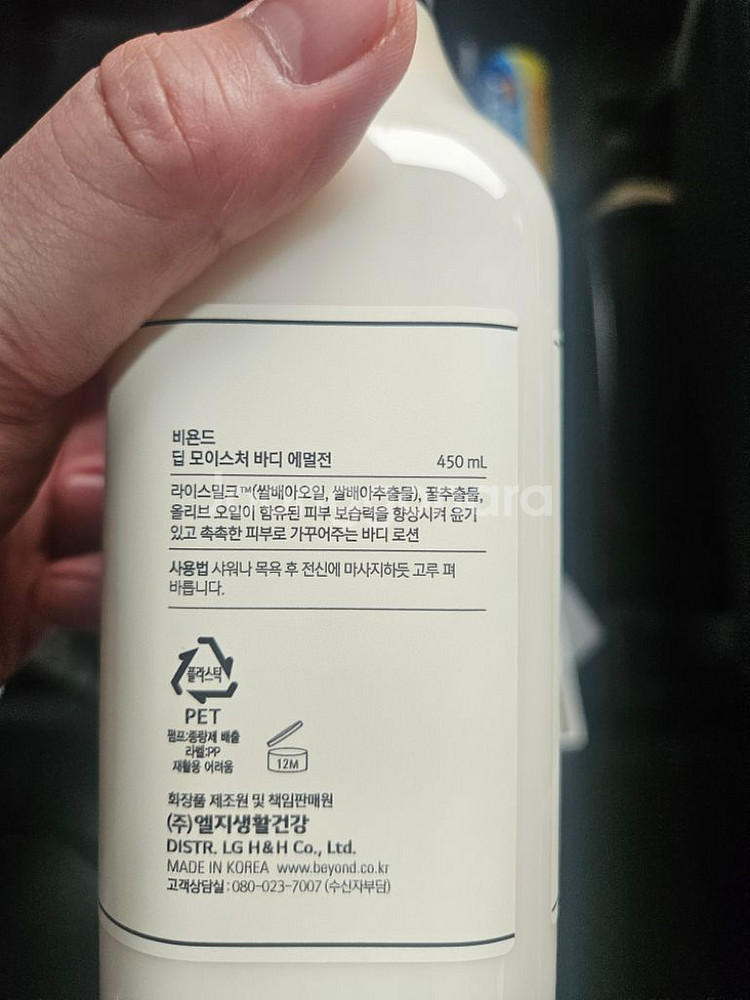 비욘드
딥 모이스처 바디 에멀전 450 mL
라이스밀크™(쌀배아오일, 쌀배아추출물), 꿀추출물,
올리브 오일이 함유된 피부 보습력을 향상시켜 윤기
있고 촉촉한 피부로 가꾸어주는 바디 로션
사용법 샤워나 목욕 후 전신에 마사지하듯 고루 펴
바릅니다.
플라스틱
PET
펌프:종량제 배출
라벨:PP
재활용 어려움
12M
화장품 제조원 및 책임판매원
(주)엘지생활건강
DISTR. LG H&H Co., Ltd.
MADE IN KOREA www.beyond.co.kr
고객상담실 : 080-023-7007 (수신자부담)